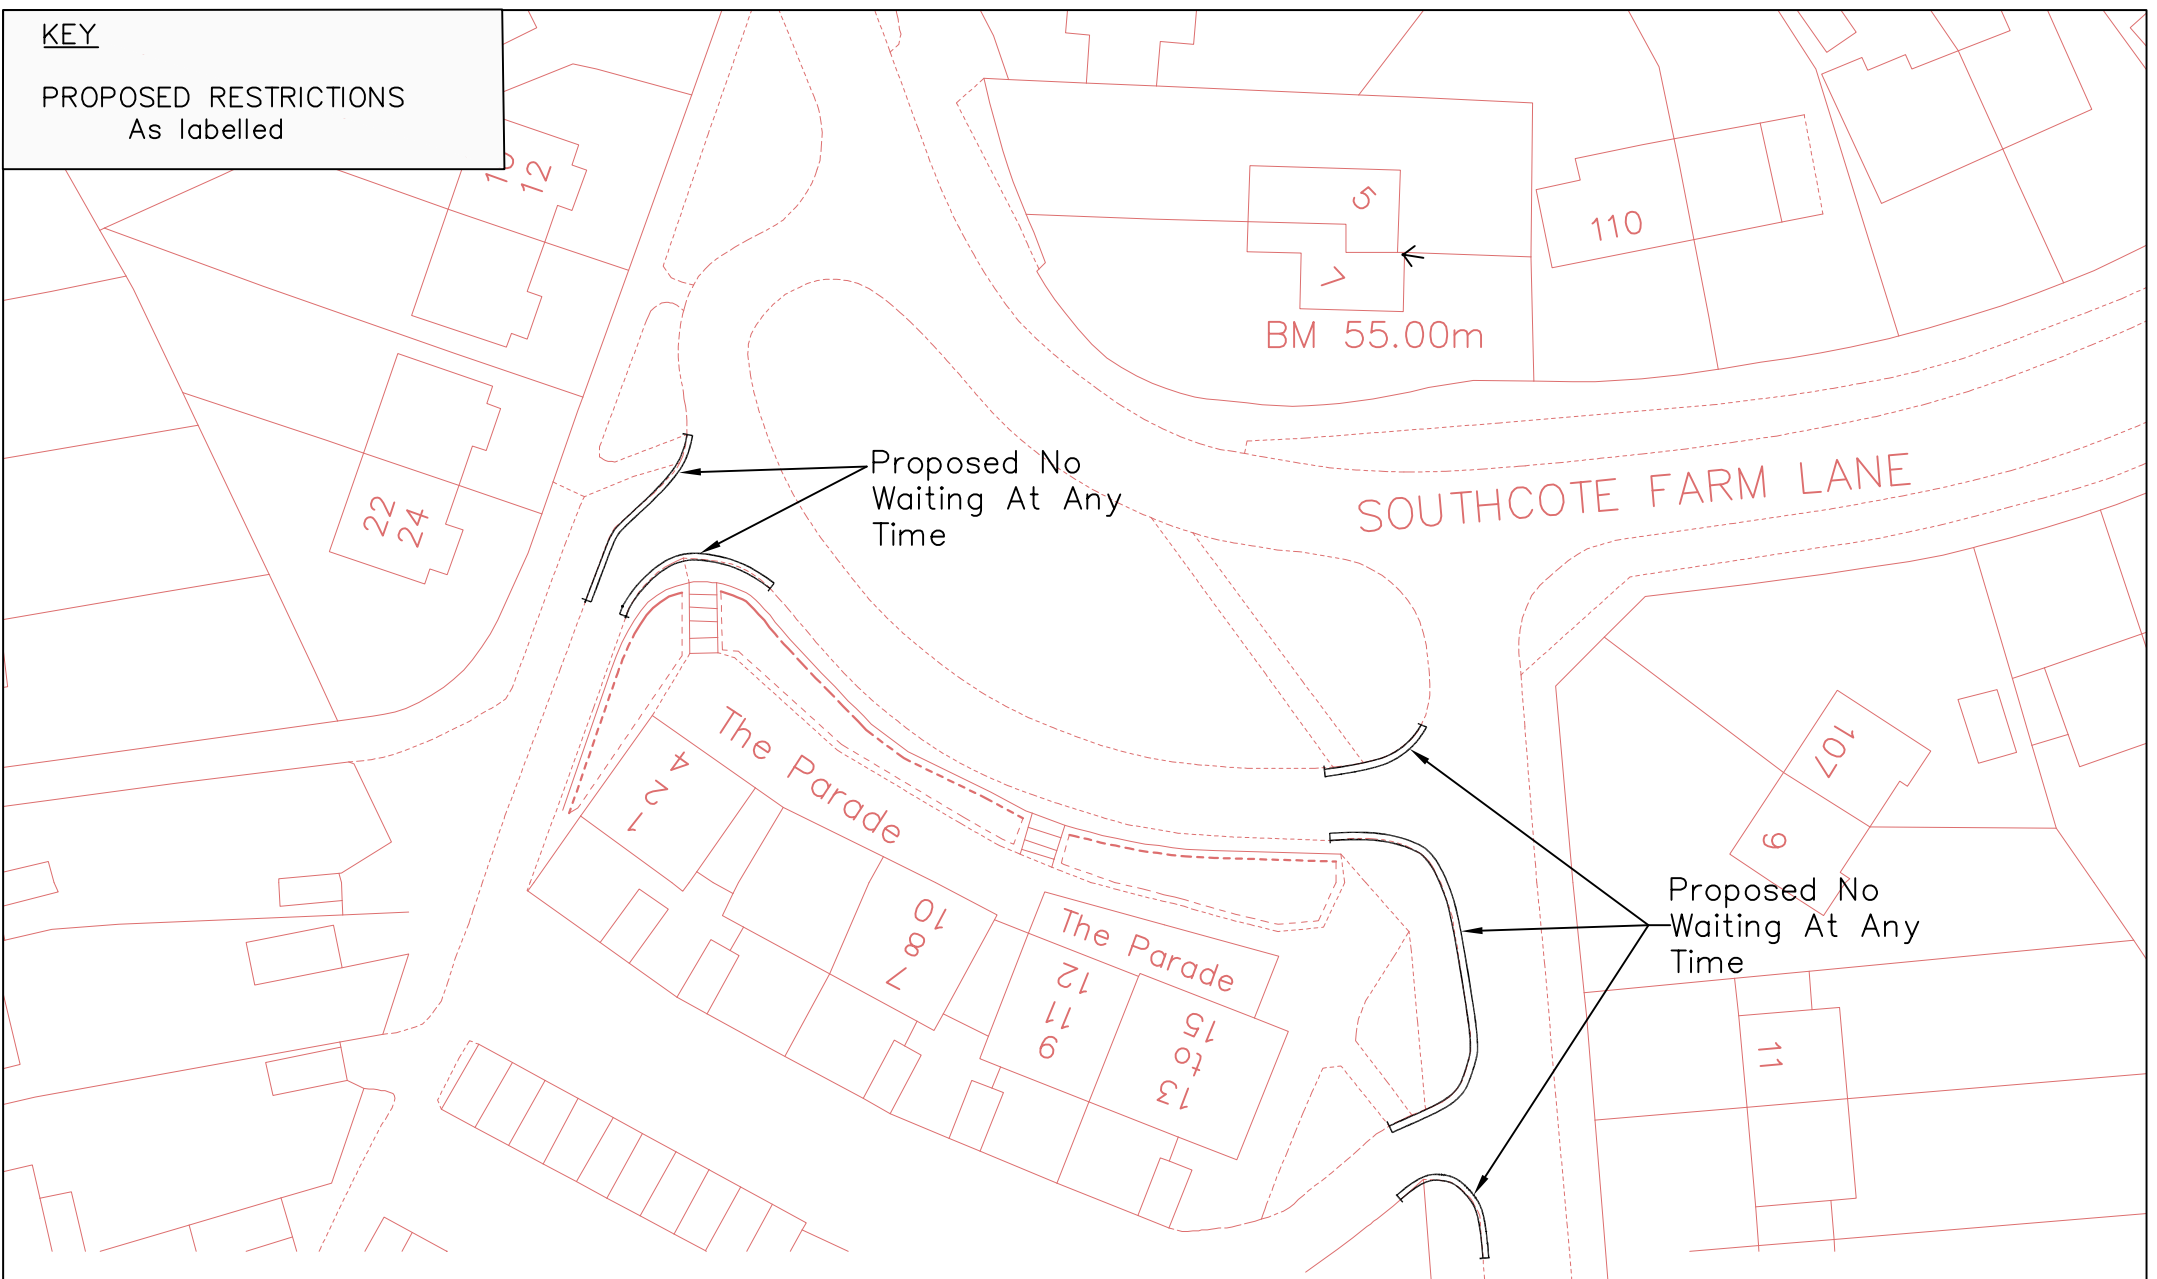 KEY
PROPOSED RESTRICTIONS
As labelled
12
5
7
110
BM 55.00m
22
24
Proposed No
Waiting At Any
Time
SOUTHCOTE FARM LANE
The Parade
4
2
1
107
9
10
8
7
The Parade
12
11
9
15
to
13
Proposed No
Waiting At Any
Time
11